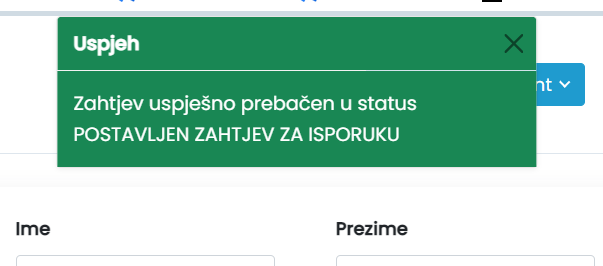 Uspjeh
Zahtjev uspješno prebačen u status
POSTAVLJEN ZAHTJEV ZA ISPORUKU
Ime
Prezime